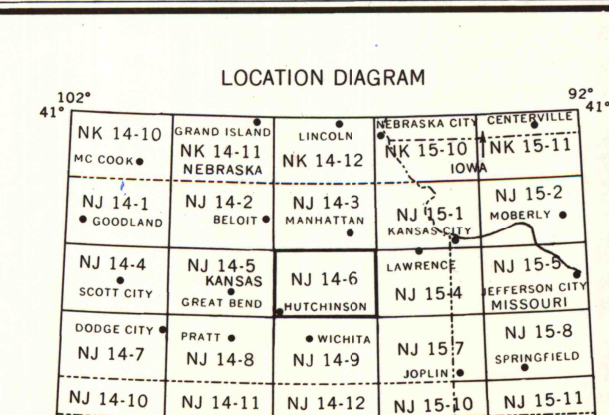 LOCATION DIAGRAM
102° 92°
41° 41°
NK 14-10 GRAND ISLAND LINCOLN NEBRASKA CITY CENTERVILLE
MC COOK NK 14-11 NK 14-12 NK 15-10 NK 15-11
NEBRASKA IOWA
NJ 14-1 NJ 14-2 NJ 14-3 NJ 15-1 NJ 15-2
GOODLAND BELOIT MANHATTAN KANSAS CITY MOBERLY
NJ 14-4 NJ 14-5 NJ 14-6 LAWRENCE NJ 15-5
KANSAS
SCOTT CITY GREAT BEND HUTCHINSON NJ 15-4 JEFFERSON CITY
MISSOURI
DODGE CITY PRATT WICHITA NJ 15-7 NJ 15-8
NJ 14-7 NJ 14-8 NJ 14-9 JOPLIN SPRINGFIELD
NJ 14-10 NJ 14-11 NJ 14-12 NJ 15-10 NJ 15-11